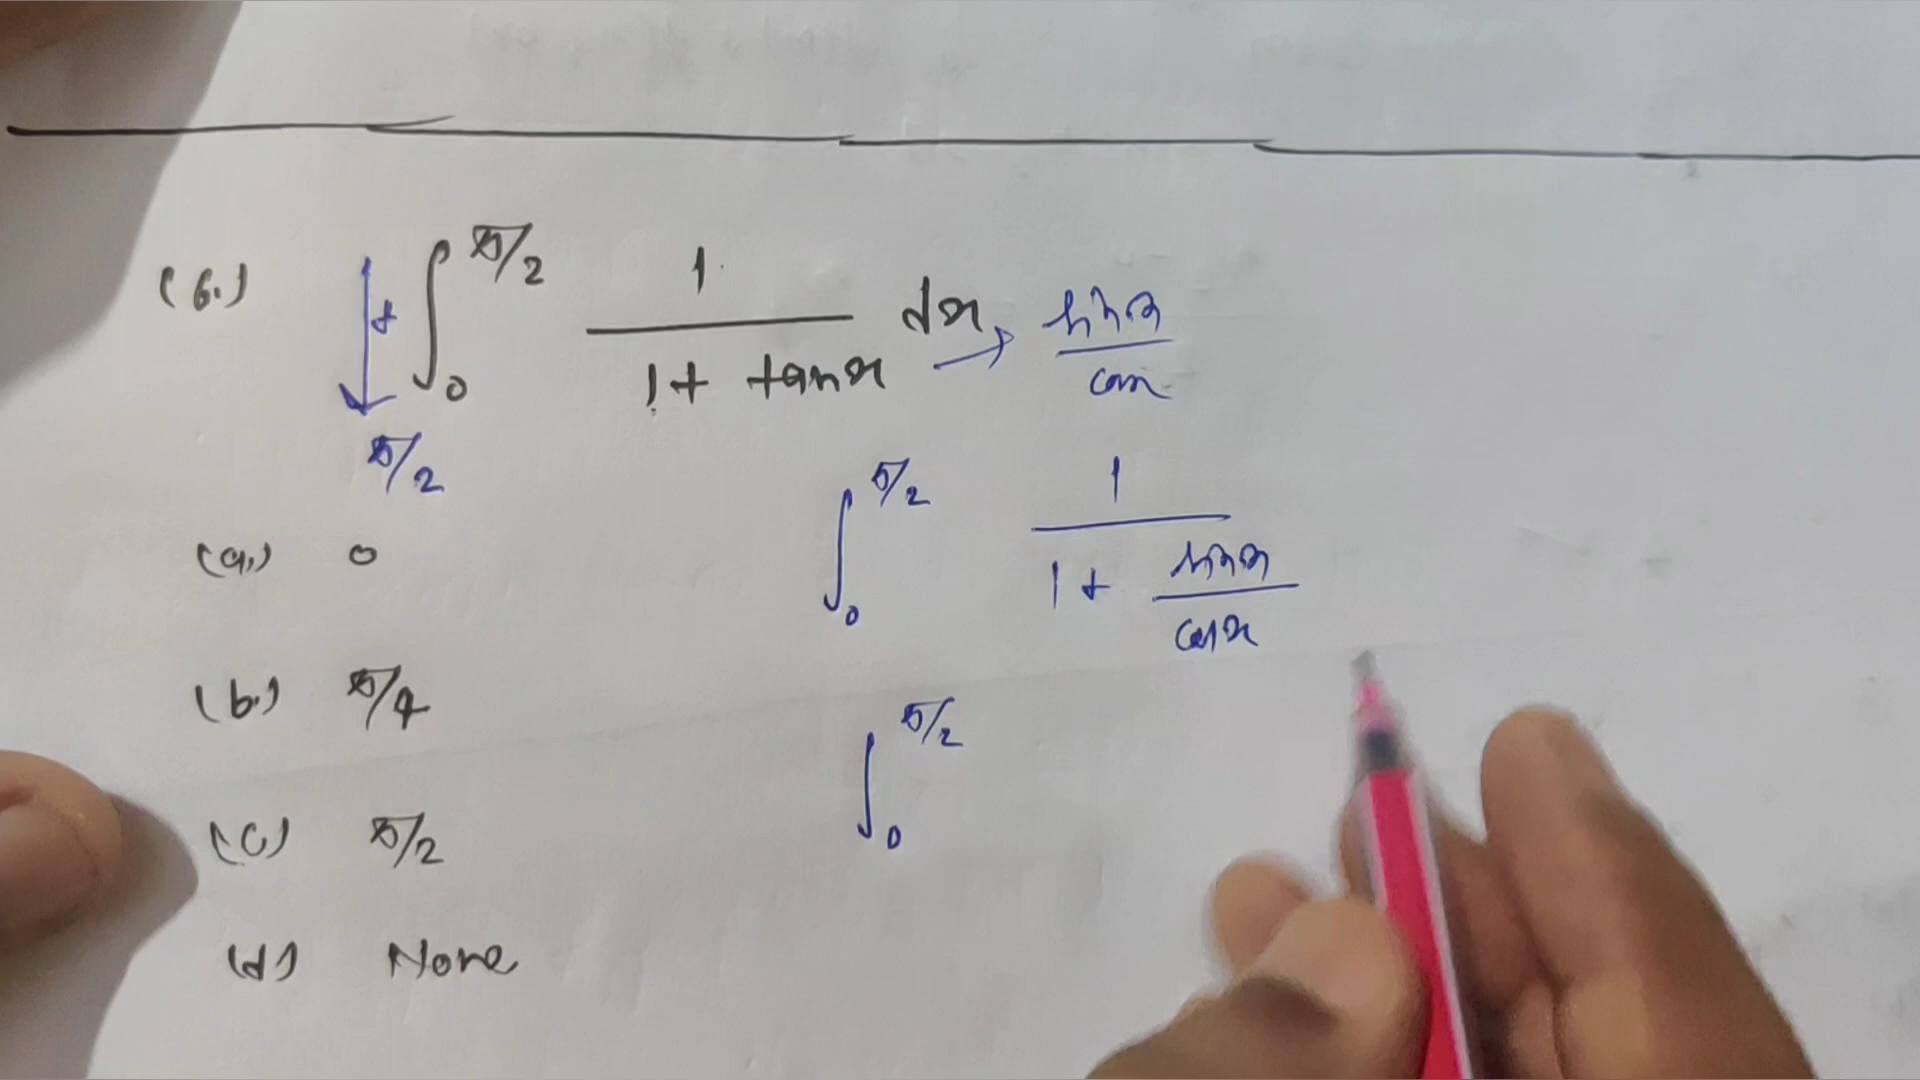 (6.) ∫₀^π/2 1/(1 + tanx) dx → sinx/cosx
+ π/2
∫₀^π/2 1/(1 + sinx/cosx)
(a.) 0
(b.) π/4
∫₀^π/2
(c) π/2
(d) None